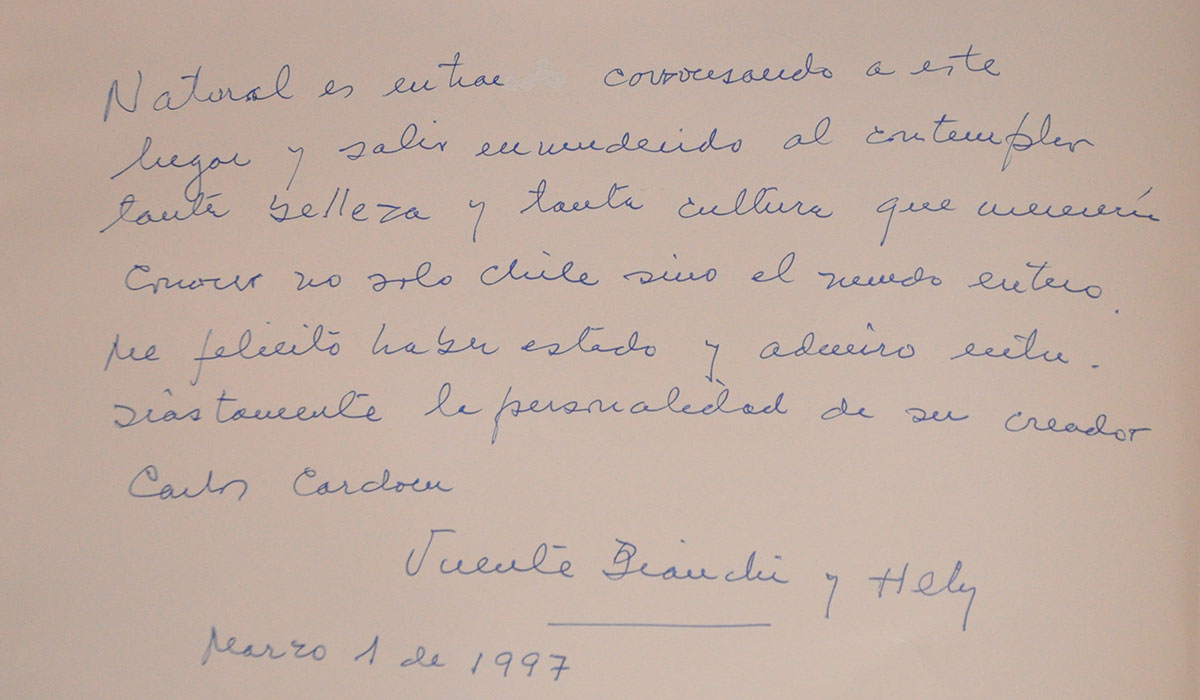 Natural es entrar conversando a este
lugar y salir enmudecido al contemplar
tanta belleza y tanta cultura que merecería
conocer no solo chile sino el mundo entero.
Me felicito haber estado y admiro entu-
siastamente la personalidad de su creador
Carlos Cardoen
Vicente Bianchi y Hely
Marzo 1 de 1997